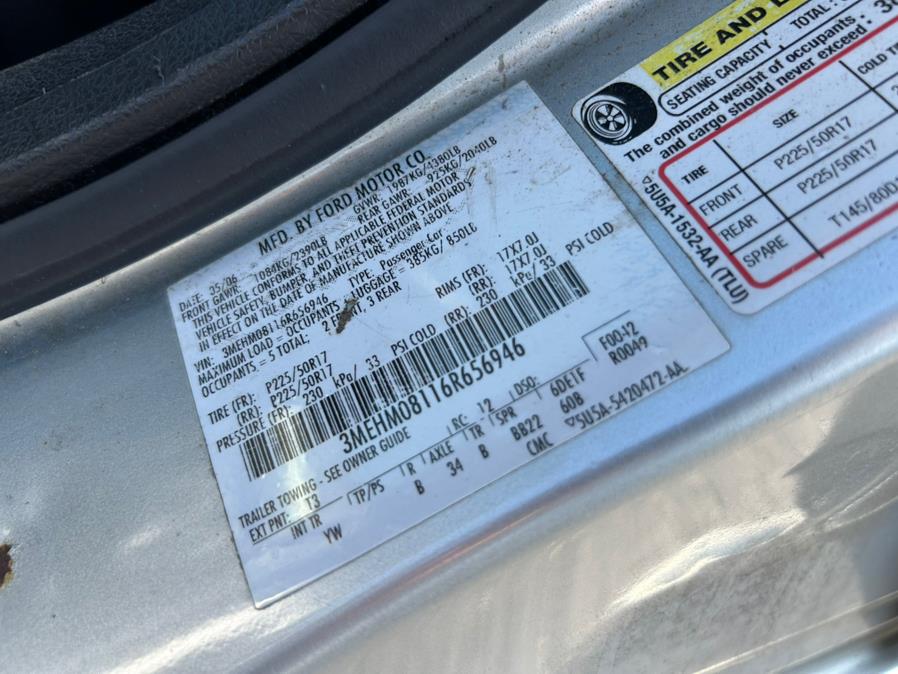 MFD. BY FORD MOTOR CO.
DATE: 05/06 GVWR: 1987KG/4380LB
FRONT GAWR: 1084KG/2390LB REAR GAWR: 925KG/2040LB
THIS VEHICLE CONFORMS TO ALL APPLICABLE FEDERAL MOTOR
VEHICLE SAFETY, BUMPER, AND THEFT PREVENTION STANDARDS
IN EFFECT ON THE DATE OF MANUFACTURE SHOWN ABOVE.
VIN: 3MEHM08116R656946 TYPE: Passenger Car
MAXIMUM LOAD = OCCUPANTS + LUGGAGE = 385KG/ 850LB
OCCUPANTS = 5 TOTAL: 2 FRONT, 3 REAR
TIRE (FR): P225/50R17 RIMS (FR): 17X7.0J
(RR): P225/50R17 (RR): 17X7.0J
PRESSURE (FR): 230 kPa/ 33 PSI COLD (RR): 230 kPa/ 33 PSI COLD
3MEHM08116R656946
TRAILER TOWING - SEE OWNER GUIDE RC: 12 DSO: F0042
EXT PNT: T3 R0049
INT TR TP/PS R AXLE TR SPR 6DE1F
YW B 34 B BB22 60B
CMC ▽5U5A-5420472-AA
TIRE AND
SEATING CAPACITY TOTAL:
The combined weight of occupants
and cargo should never exceed:
TIRE SIZE COLD
FRONT P225/50R17
REAR P225/50R17
SPARE
5U5A-1532-AA (TLU)